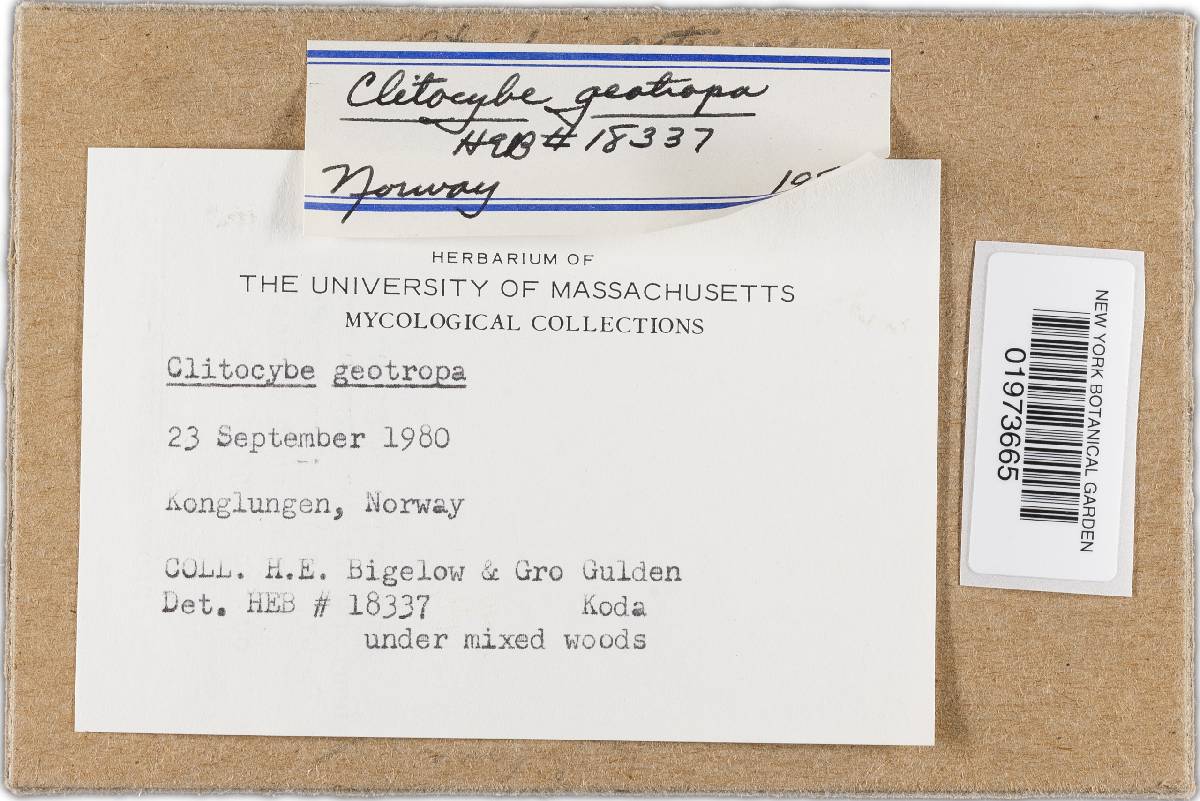 Clitocybe geotropa
HEB # 18337
Norway
HERBARIUM OF
THE UNIVERSITY OF MASSACHUSETTS
MYCOLOGICAL COLLECTIONS
Clitocybe geotropa
23 September 1980
Konglungen, Norway
COLL. H.E. Bigelow & Gro Gulden
Det. HEB # 18337 Koda
under mixed woods
NEW YORK BOTANICAL GARDEN
01973665